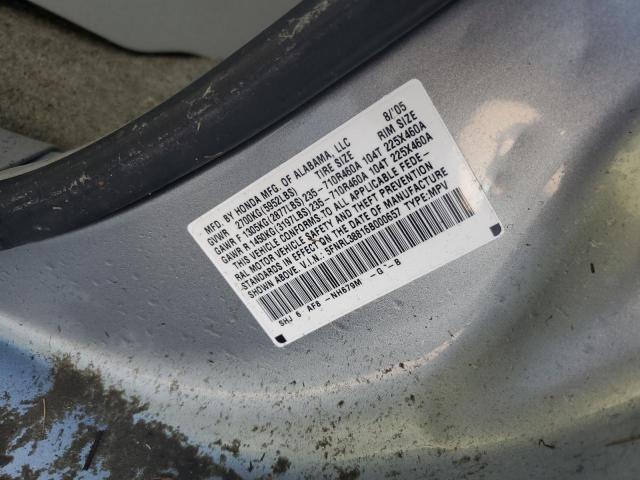 MFD. BY HONDA MFG. OF ALABAMA, LLC 8/'05
GVWR 2700KG(5952LBS) TIRE SIZE RIM SIZE
GAWR F 1305KG(2877LBS)235-710R460A 104T 225X460A
GAWR R 1450KG(3197LBS)235-710R460A 104T 225X460A
THIS VEHICLE CONFORMS TO ALL APPLICABLE FEDE-
RAL MOTOR VEHICLE SAFETY AND THEFT PREVENTION
STANDARDS IN EFFECT ON THE DATE OF MANUFACTURE
SHOWN ABOVE. V.I.N.: 5FNRL38816B000657 TYPE:MPV
SHJ 6 AF8 -NH679M -G -B